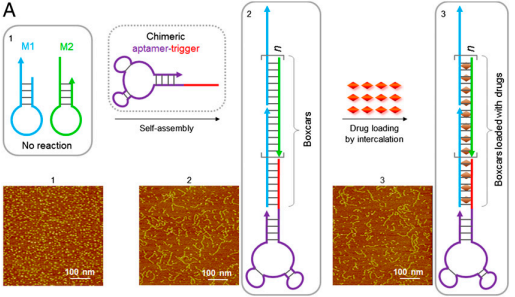 A
1
M1 M2
No reaction
Chimeric
aptamer-trigger
Self-assembly
2
n
Boxcars
Drug loading
by intercalation
3
n
Boxcars loaded with drugs
1
100 nm
2
100 nm
3
100 nm